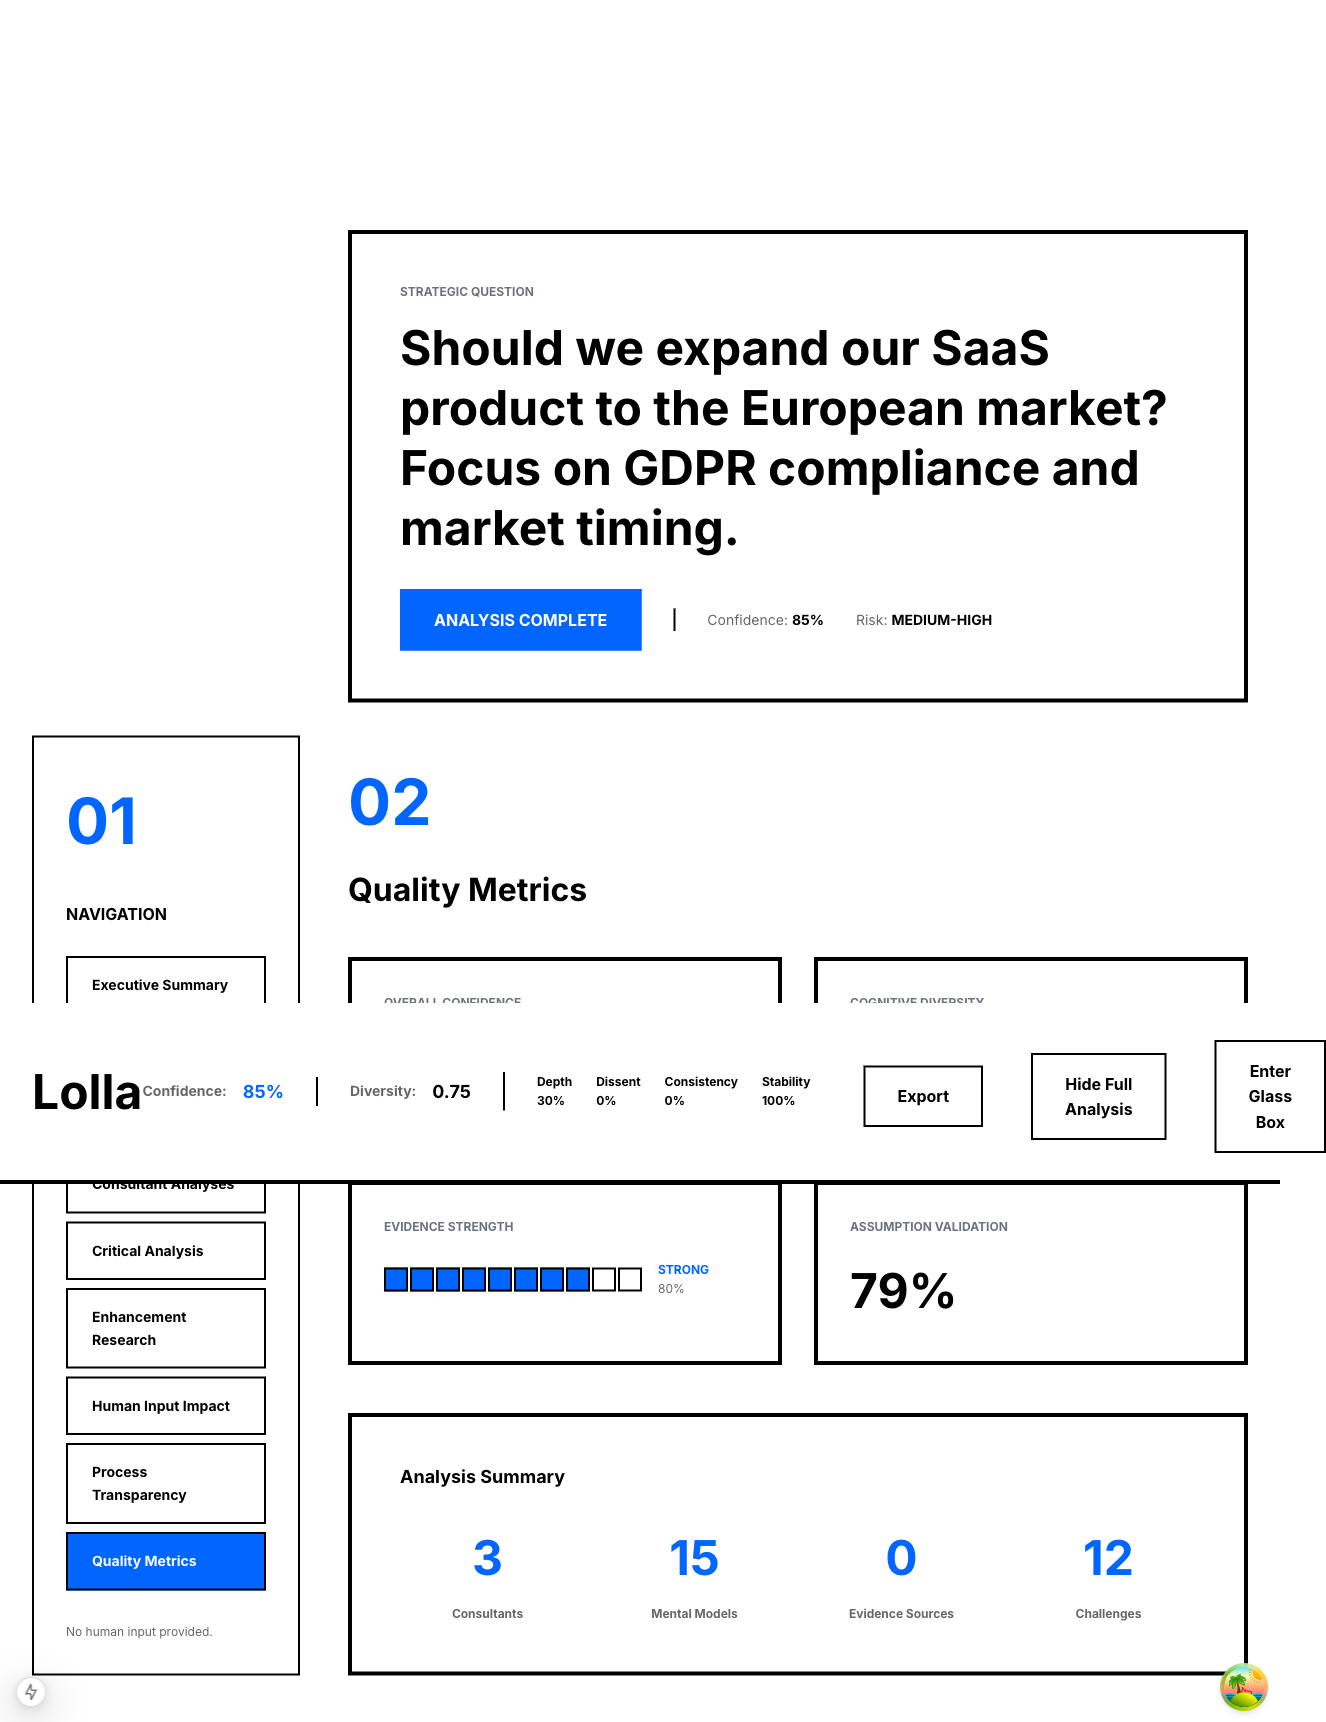 STRATEGIC QUESTION
Should we expand our SaaS
product to the European market?
Focus on GDPR compliance and
market timing.
ANALYSIS COMPLETE
Confidence: 85%
Risk: MEDIUM-HIGH
01
NAVIGATION
Executive Summary
02
Quality Metrics
OVERALL CONFIDENCE
COGNITIVE DIVERSITY
Lolla
Confidence: 85%
Diversity: 0.75
Depth
30%
Dissent
0%
Consistency
0%
Stability
100%
Export
Hide Full
Analysis
Enter
Glass
Box
Consultant Analyses
Critical Analysis
Enhancement
Research
Human Input Impact
Process
Transparency
Quality Metrics
No human input provided.
EVIDENCE STRENGTH
STRONG
80%
ASSUMPTION VALIDATION
79%
Analysis Summary
3
Consultants
15
Mental Models
0
Evidence Sources
12
Challenges